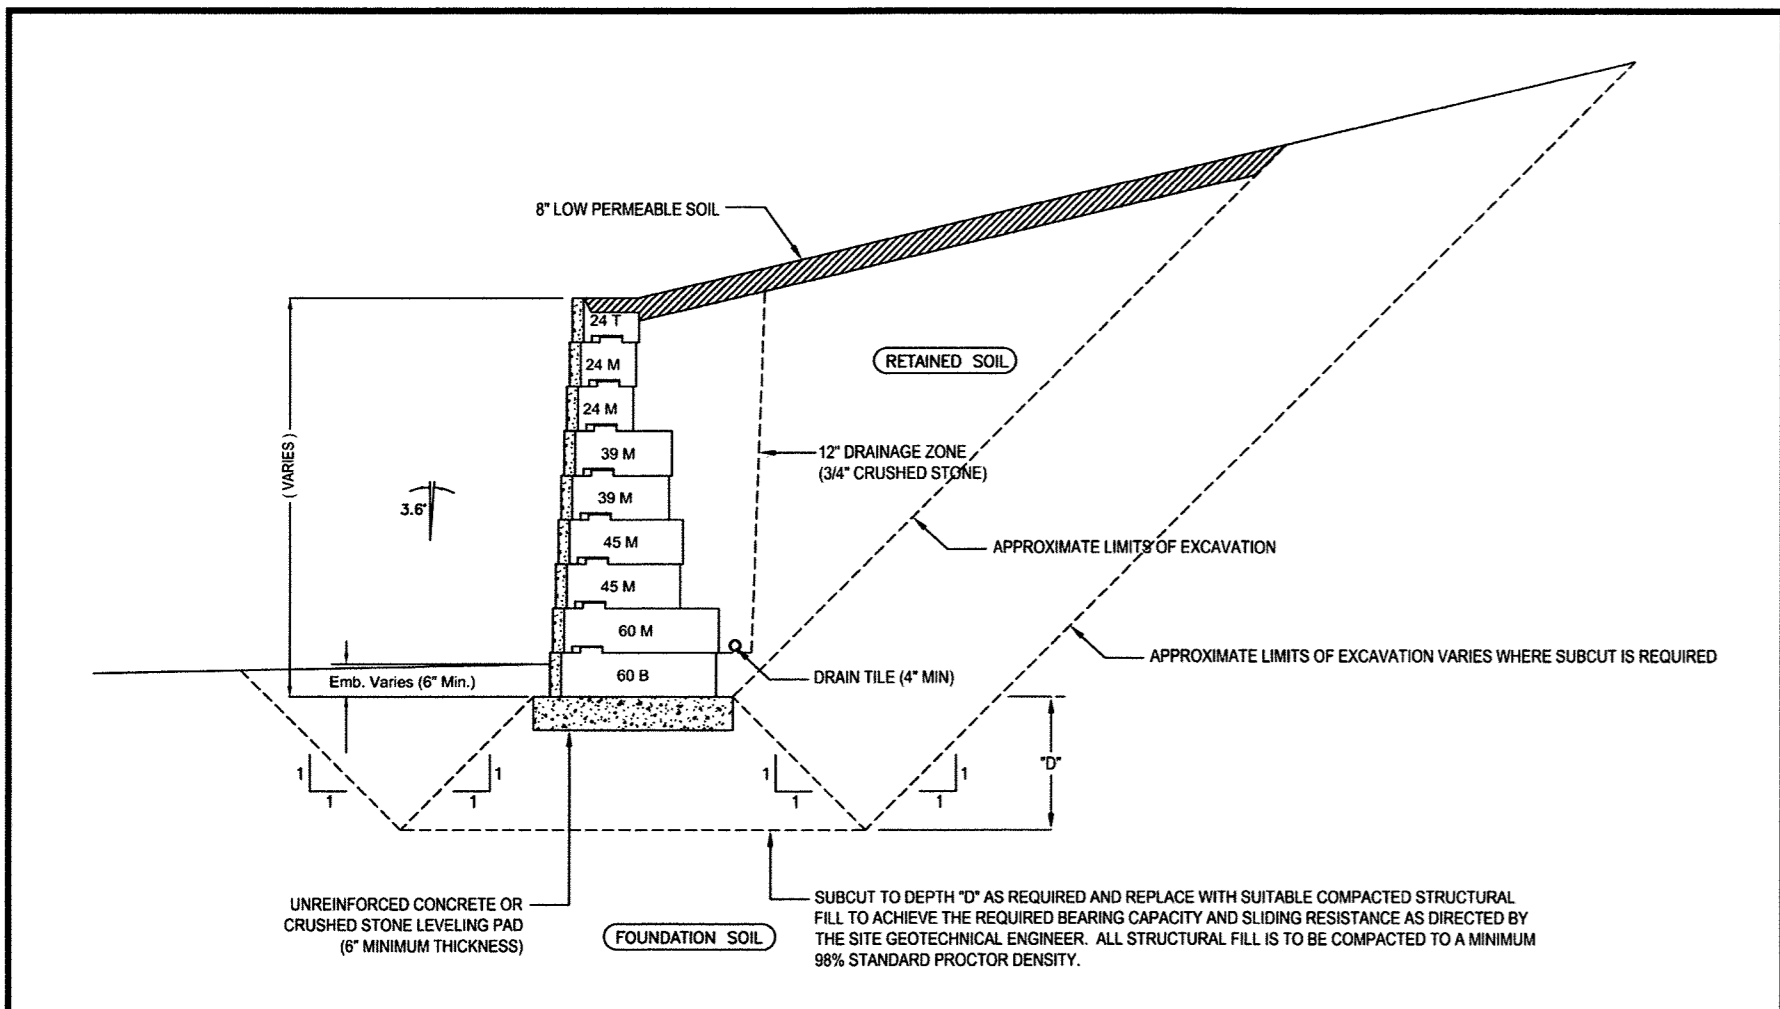 8" LOW PERMEABLE SOIL
24 T
RETAINED SOIL
24 M
24 M
( VARIES )
39 M
12" DRAINAGE ZONE
(3/4" CRUSHED STONE)
39 M
3.6°
45 M
APPROXIMATE LIMITS OF EXCAVATION
45 M
60 M
APPROXIMATE LIMITS OF EXCAVATION VARIES WHERE SUBCUT IS REQUIRED
Emb. Varies (6" Min.)
60 B
DRAIN TILE (4" MIN)
1
1
1
1
1
1
1
1
"D"
UNREINFORCED CONCRETE OR
CRUSHED STONE LEVELING PAD
(6" MINIMUM THICKNESS)
FOUNDATION SOIL
SUBCUT TO DEPTH "D" AS REQUIRED AND REPLACE WITH SUITABLE COMPACTED STRUCTURAL
FILL TO ACHIEVE THE REQUIRED BEARING CAPACITY AND SLIDING RESISTANCE AS DIRECTED BY
THE SITE GEOTECHNICAL ENGINEER. ALL STRUCTURAL FILL IS TO BE COMPACTED TO A MINIMUM
98% STANDARD PROCTOR DENSITY.